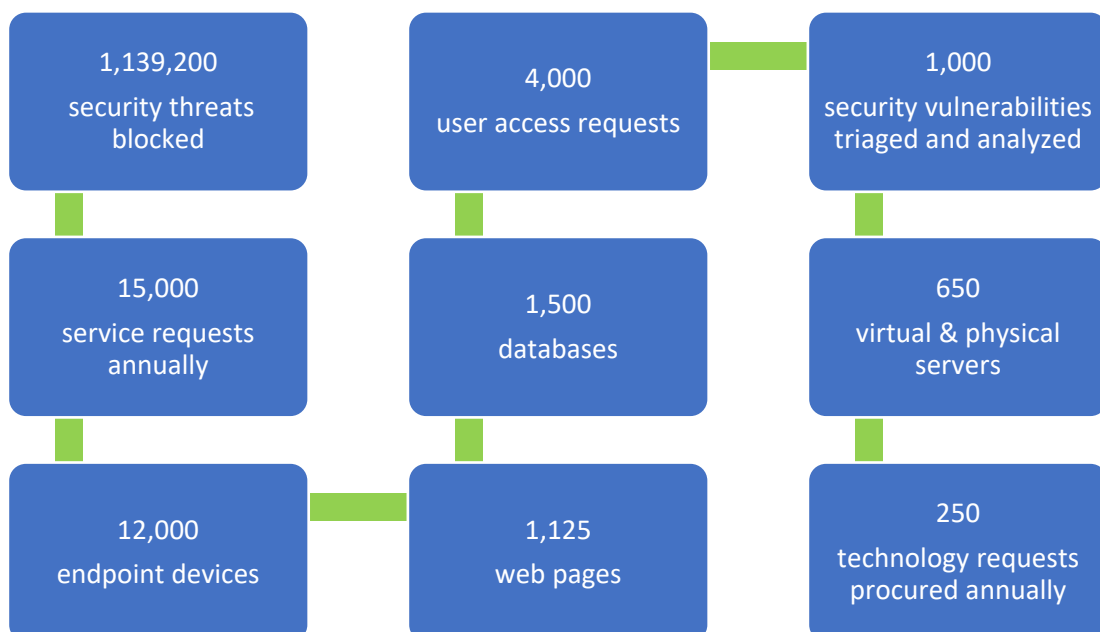 1,139,200
security threats
blocked
15,000
service requests
annually
12,000
endpoint devices
1,125
web pages
1,500
databases
4,000
user access requests
1,000
security vulnerabilities
triaged and analyzed
650
virtual & physical
servers
250
technology requests
procured annually